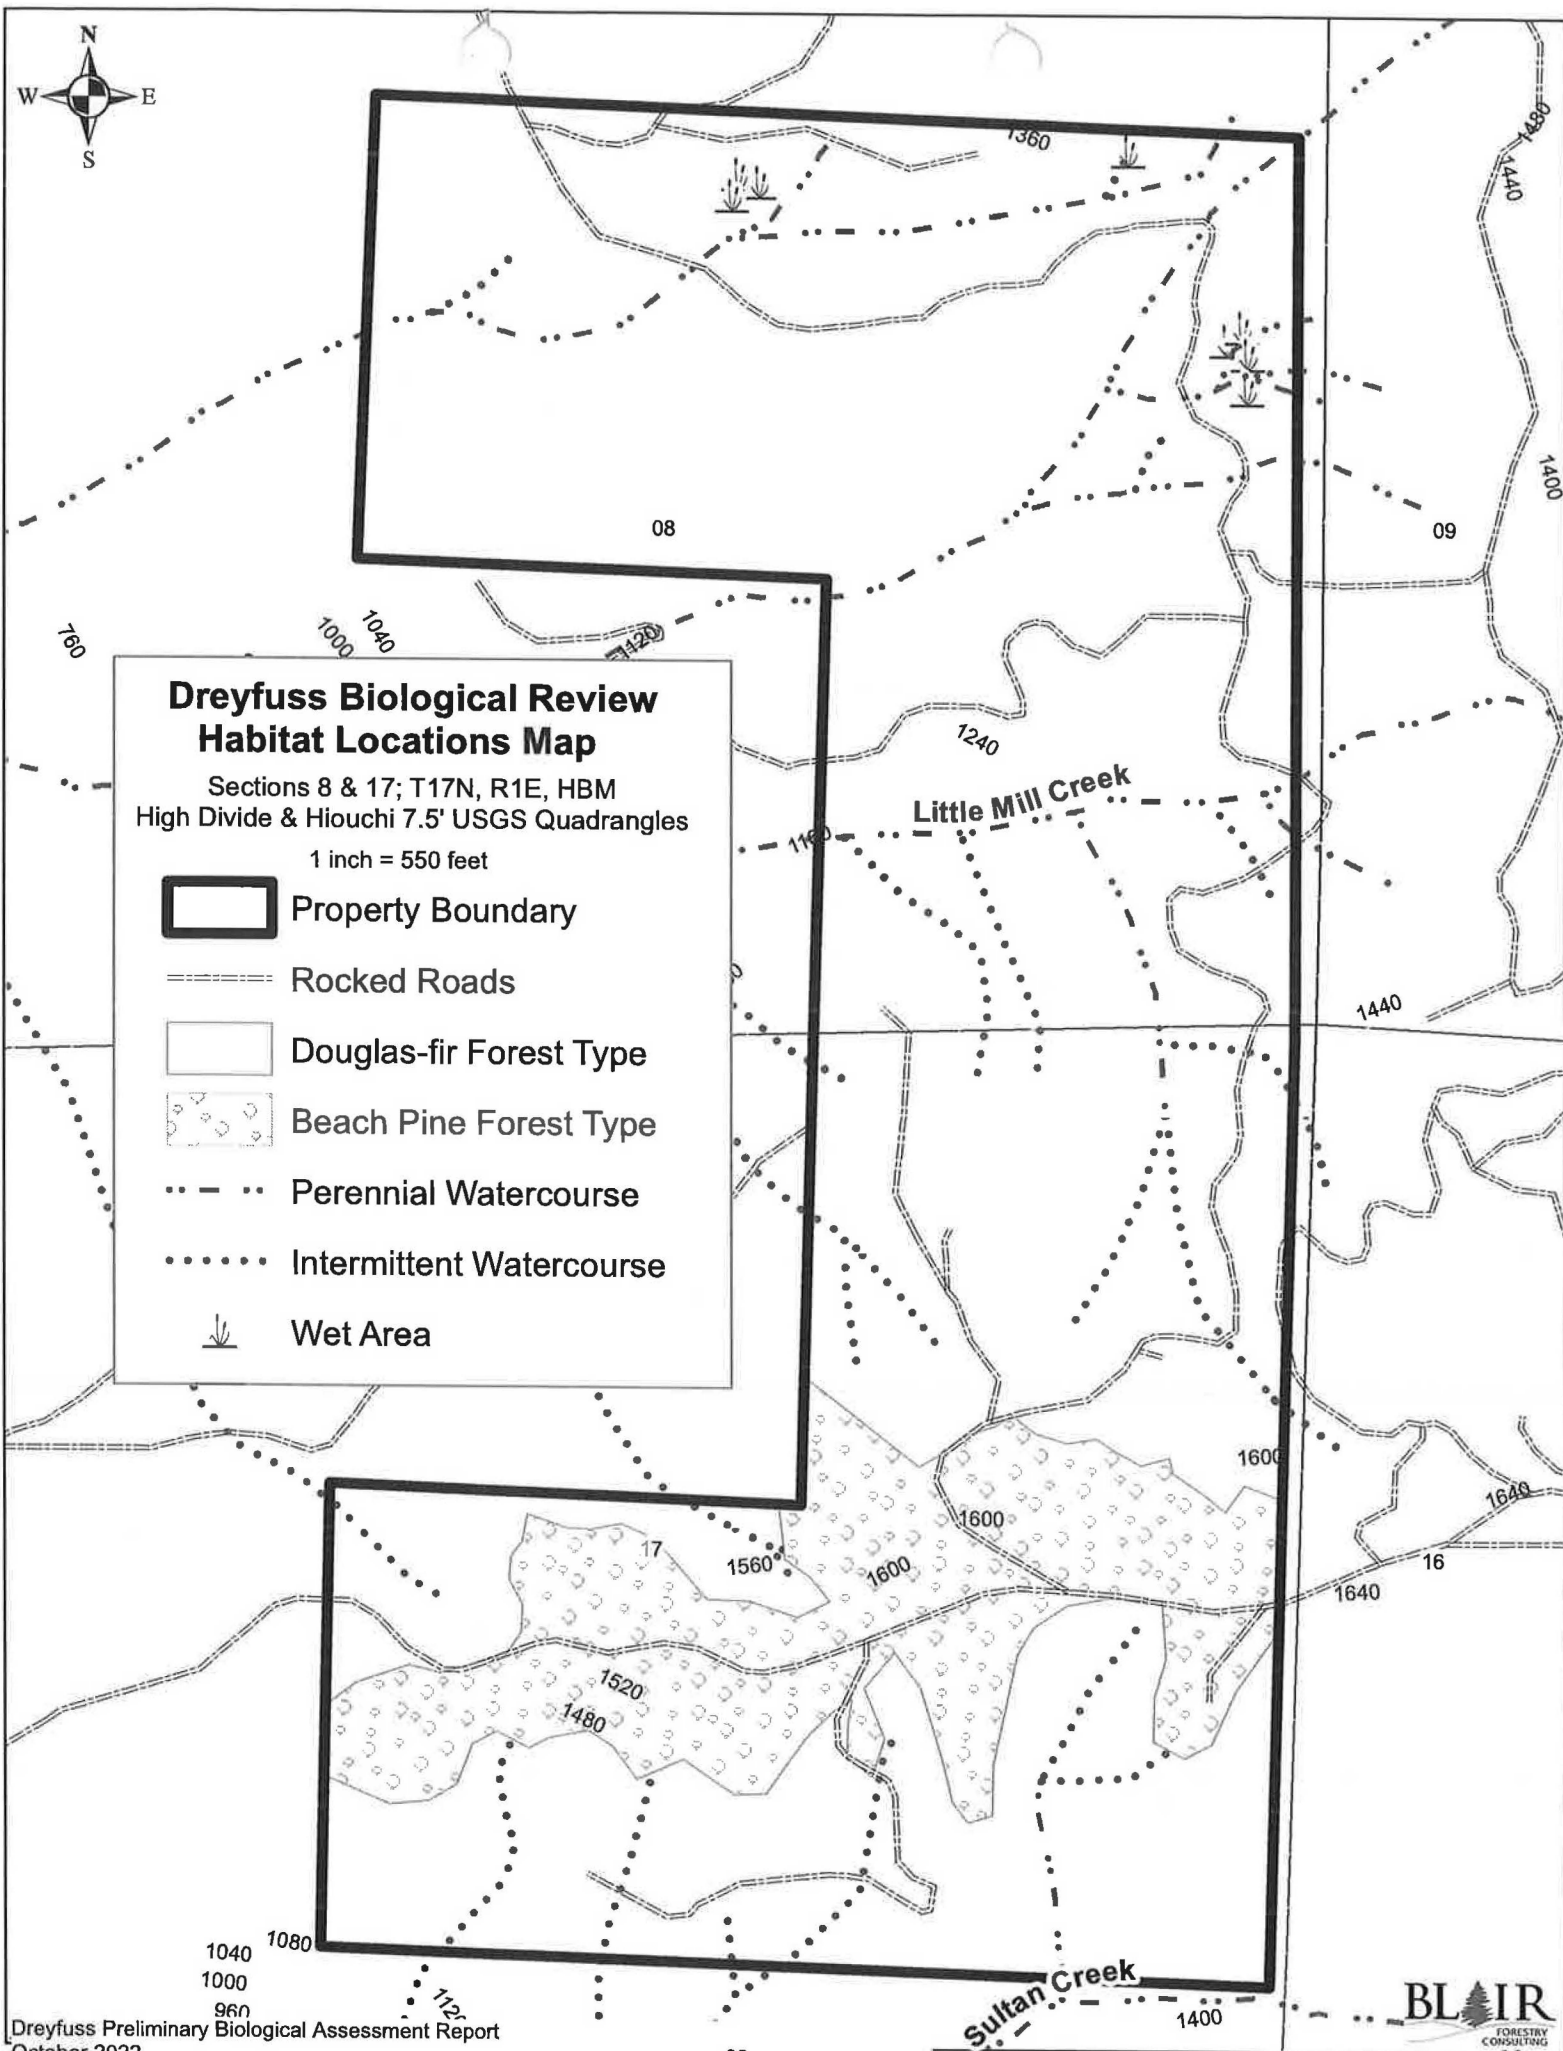 N
W E
S
1360
1480
1440
1400
08
09
760
1000
1040
1120
Dreyfuss Biological Review
Habitat Locations Map
Sections 8 & 17; T17N, R1E, HBM
High Divide & Hiouchi 7.5' USGS Quadrangles
1 inch = 550 feet
Property Boundary
Rocked Roads
Douglas-fir Forest Type
Beach Pine Forest Type
Perennial Watercourse
Intermittent Watercourse
Wet Area
1240
Little Mill Creek
1440
1600
1640
1600
17
1560
1600
16
1640
1520
1480
1080
1040
1000
960
Sultan Creek
1400
BLAIR
FORESTRY
CONSULTING
Dreyfuss Preliminary Biological Assessment Report
October